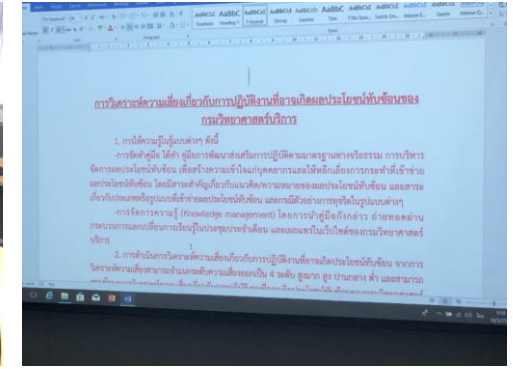 AaBbCcI AaBbC AaBbCcI AaBbCcI AaBbCcD AaBbC AaBbCcI AaBbCcI AaBbCcI
Emphasis Heading 1 Strong Subtitle Title
Paragraph Styles
การวิเคราะห์ความเสี่ยงเกี่ยวกับการปฏิบัติงานที่อาจเกิดผลประโยชน์ทับซ้อนของ
กรมวิทยาศาสตร์บริการ
1. การให้ความรู้ในรูปแบบต่างๆ ดังนี้
-การจัดทำคู่มือ ได้ทำ คู่มือการพัฒนาส่งเสริมการปฏิบัติตามมาตรฐานทางจริยธรรม การบริหาร
จัดการผลประโยชน์ทับซ้อน เพื่อสร้างความเข้าใจแก่บุคคลากรและให้หลีกเลี่ยงการกระทำที่เข้าข่าย
ผลประโยชน์ทับซ้อน โดยมีสาระสำคัญเกี่ยวกับแนวคิด/ความหมายของผลประโยชน์ทับซ้อน และสาระ
เกี่ยวกับประเภทหรือรูปแบบที่เข้าข่ายผลประโยชน์ทับซ้อน และกรณีตัวอย่างการทุจริตในรูปแบบต่างๆ
-การจัดการความรู้ (Knowledge management) โดยการนำคู่มือดังกล่าว ถ่ายทอดผ่าน
กระบวนการแลกเปลี่ยนการเรียนรู้ในประชุมประจำเดือน และเผยแพร่ในเว็บไซต์ของกรมวิทยาศาสตร์
บริการ
2. การดำเนินการวิเคราะห์ความเสี่ยงเกี่ยวกับการปฏิบัติงานที่อาจเกิดประโยชน์ทับซ้อน จากการ
วิเคราะห์ความเสี่ยงสามารถจำแนกระดับความเสี่ยงออกเป็น 4 ระดับ สูงมาก สูง ปานกลาง ต่ำ และสามารถ